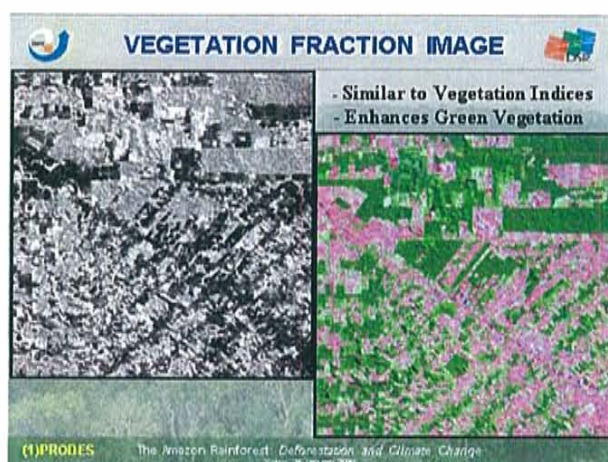 VEGETATION FRACTION IMAGE
- Similar to Vegetation Indices
- Enhances Green Vegetation
(1)PRODES
The Amazon Rainforest: Deforestation and Climate Change